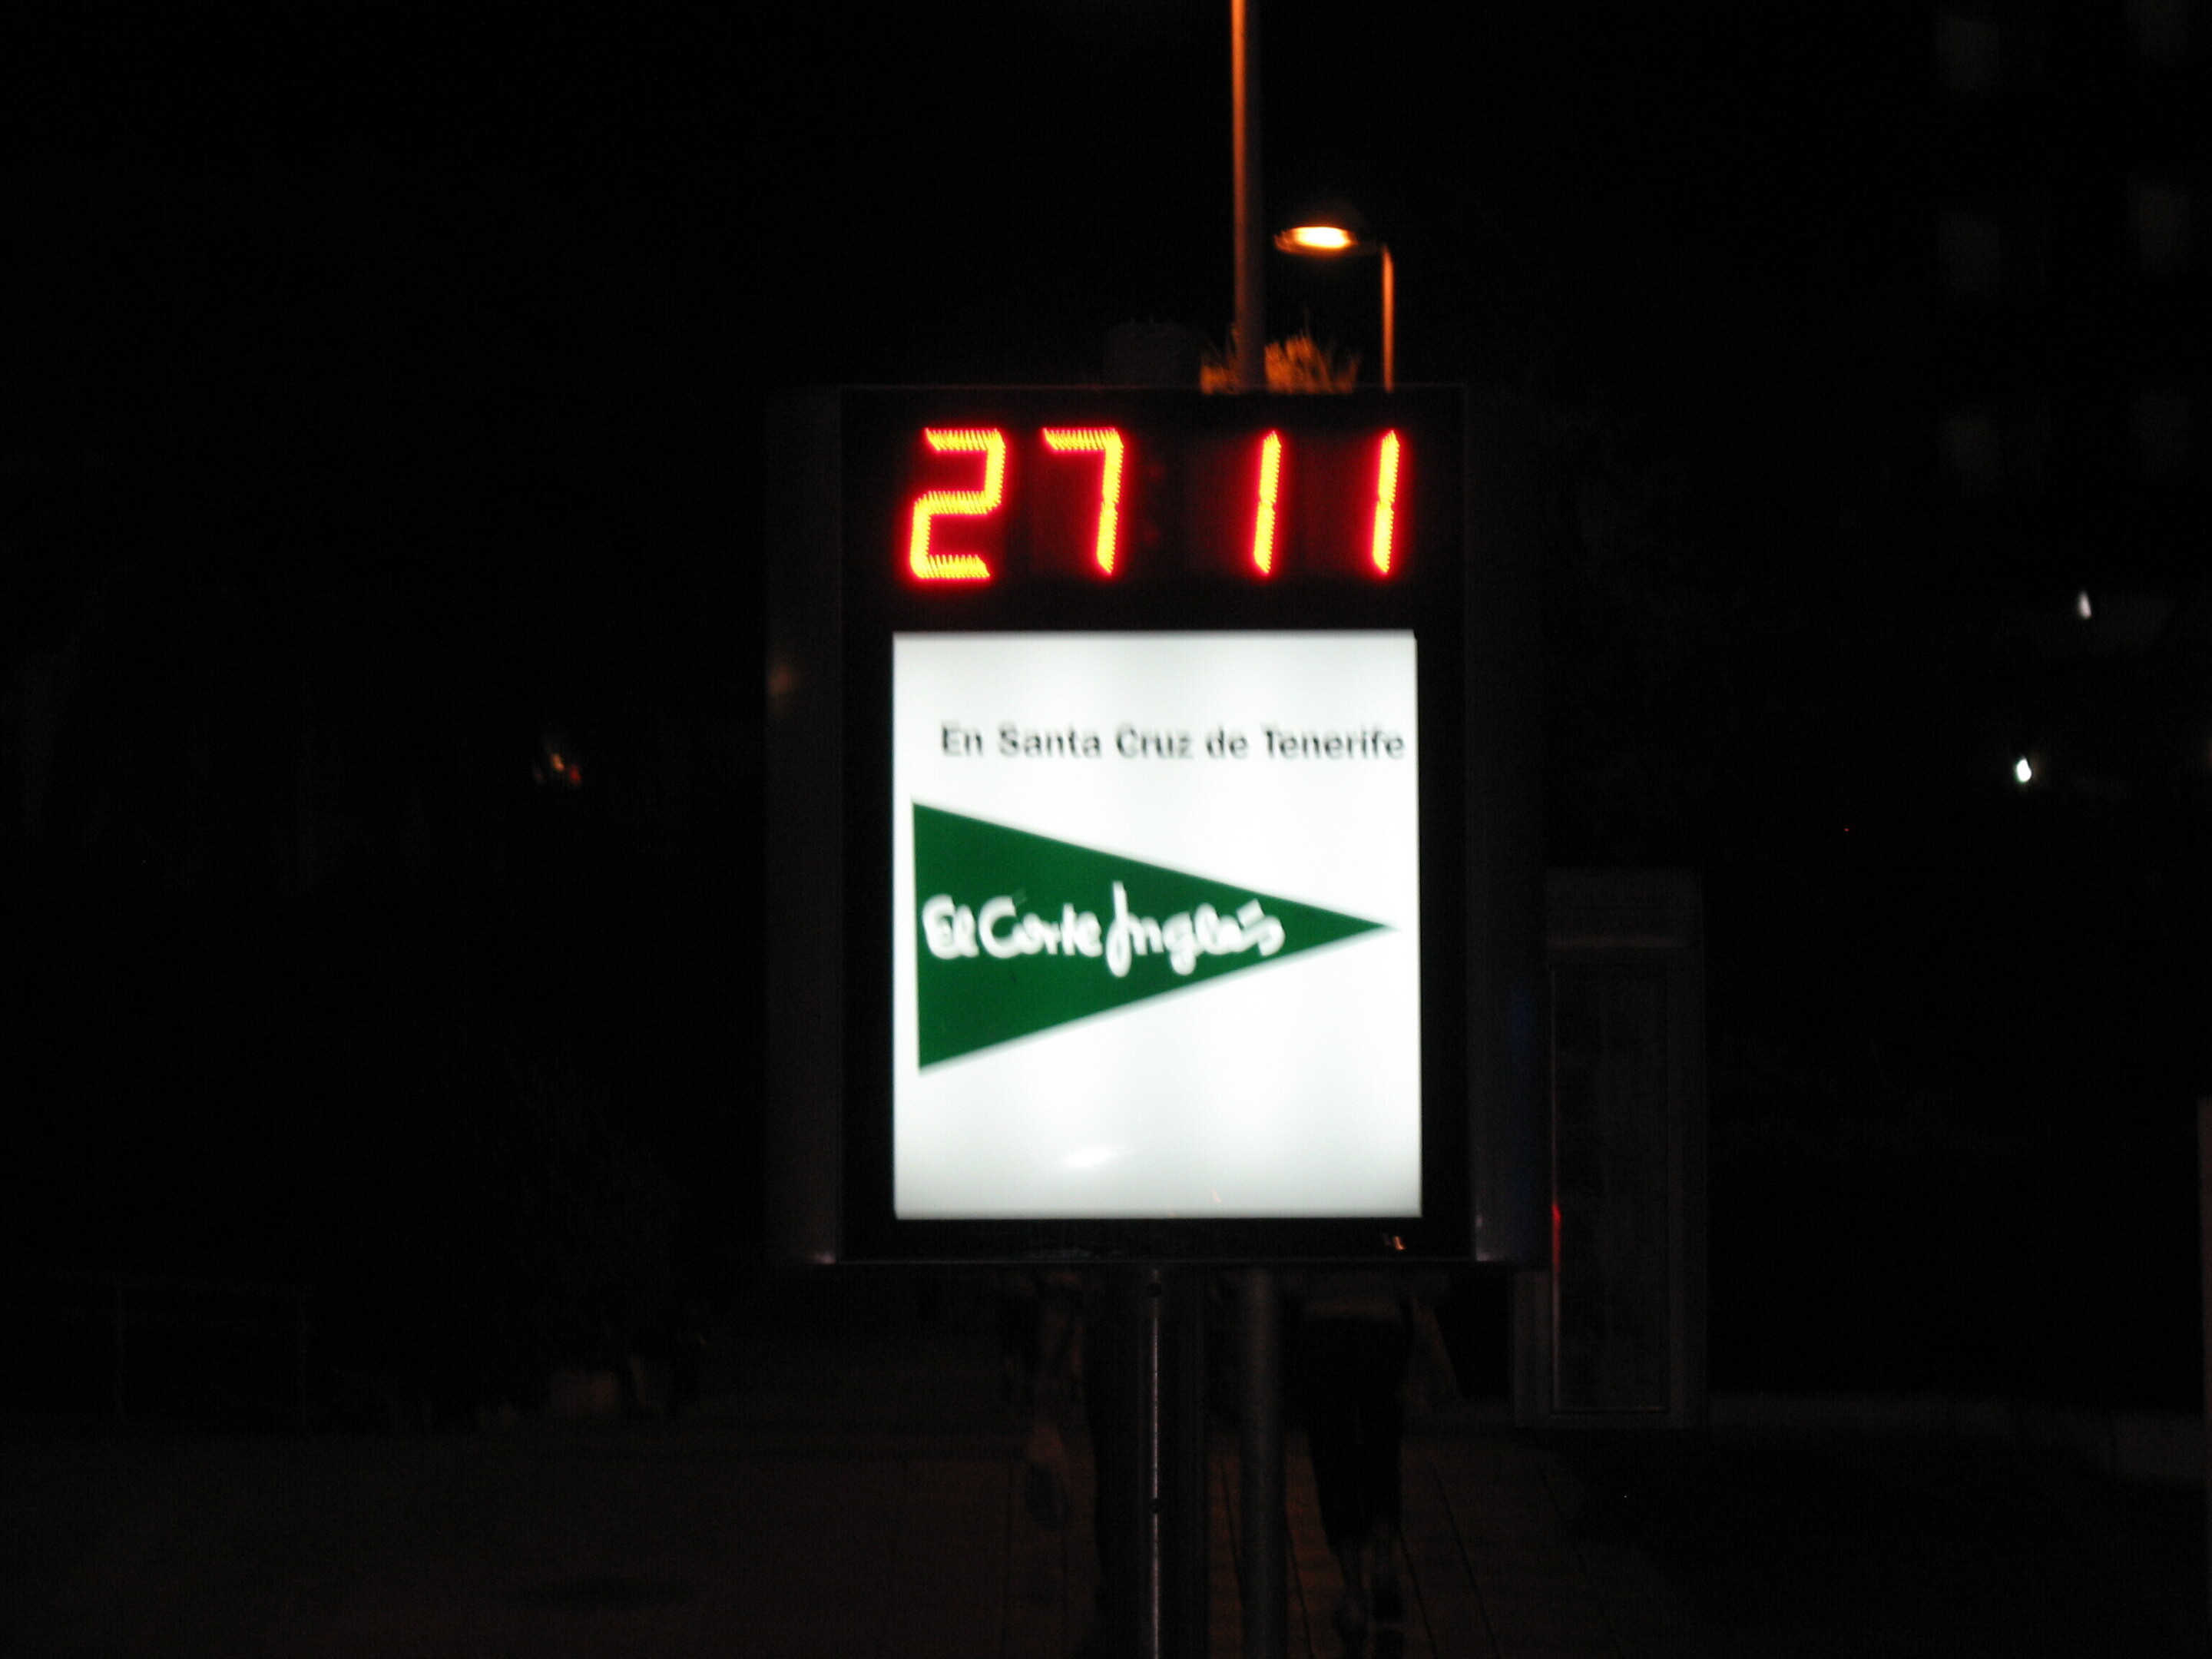 27 11
En Santa Cruz de Tenerife
El Corte Inglés